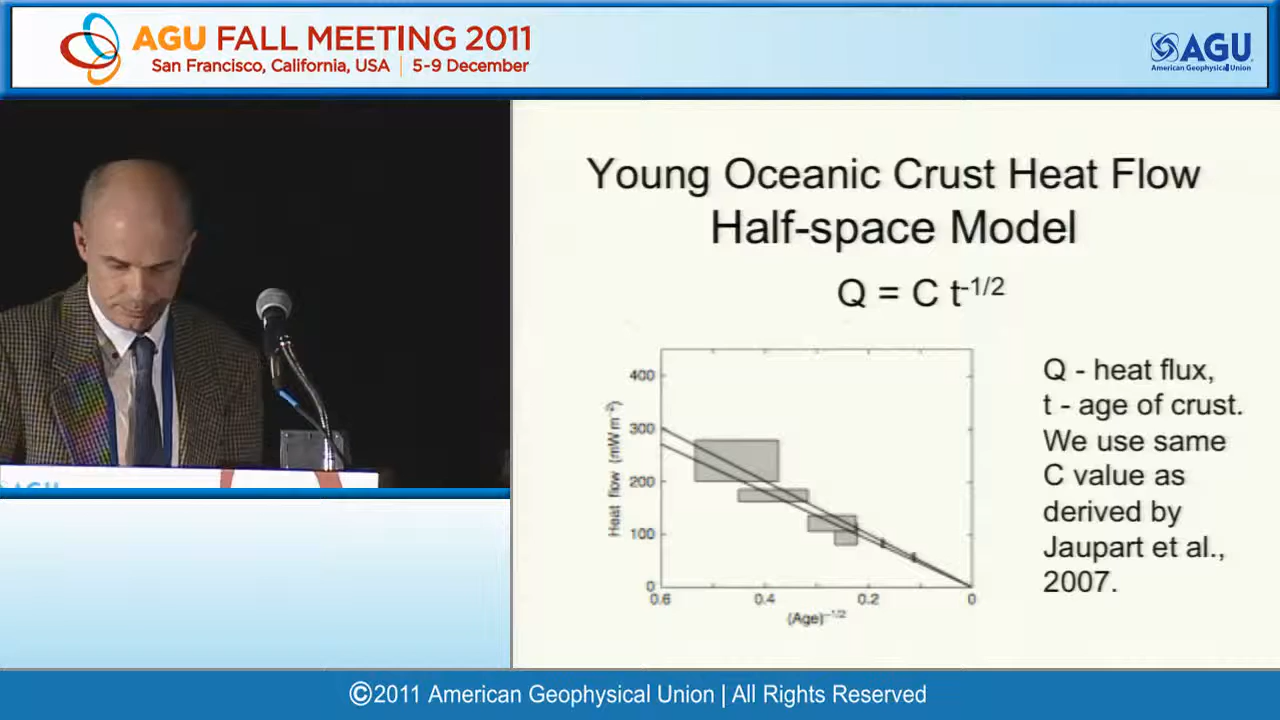 AGU FALL MEETING 2011
San Francisco, California, USA | 5-9 December
AGU
American Geophysical Union
Young Oceanic Crust Heat Flow
Half-space Model
Q = C t-1/2
400
300
200
100
0
Heat flow (mW m-2)
0.6
0.4
0.2
0
(Age)-1/2
Q - heat flux,
t - age of crust.
We use same
C value as
derived by
Jaupart et al.,
2007.
AGU
©2011 American Geophysical Union | All Rights Reserved